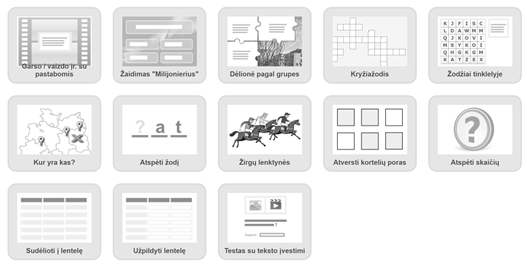 Garso / vaizdo įr. su
pastabomis
Žaidimas "Milijonierius"
Dėlionė pagal grupes
Kryžiažodis
K J F I S C
L D A W M M
Q J K O V I
M S Y K O I
M G H G K S
K A T Z E X
Žodžiai tinklelyje
Kur yra kas?
? a t
Atspėti žodį
Žirgų lenktynės
Atversti kortelių poras
?
Atspėti skaičių
Sudėlioti į lentelę
Užpildyti lentelę
?
Testas su teksto įvestimi